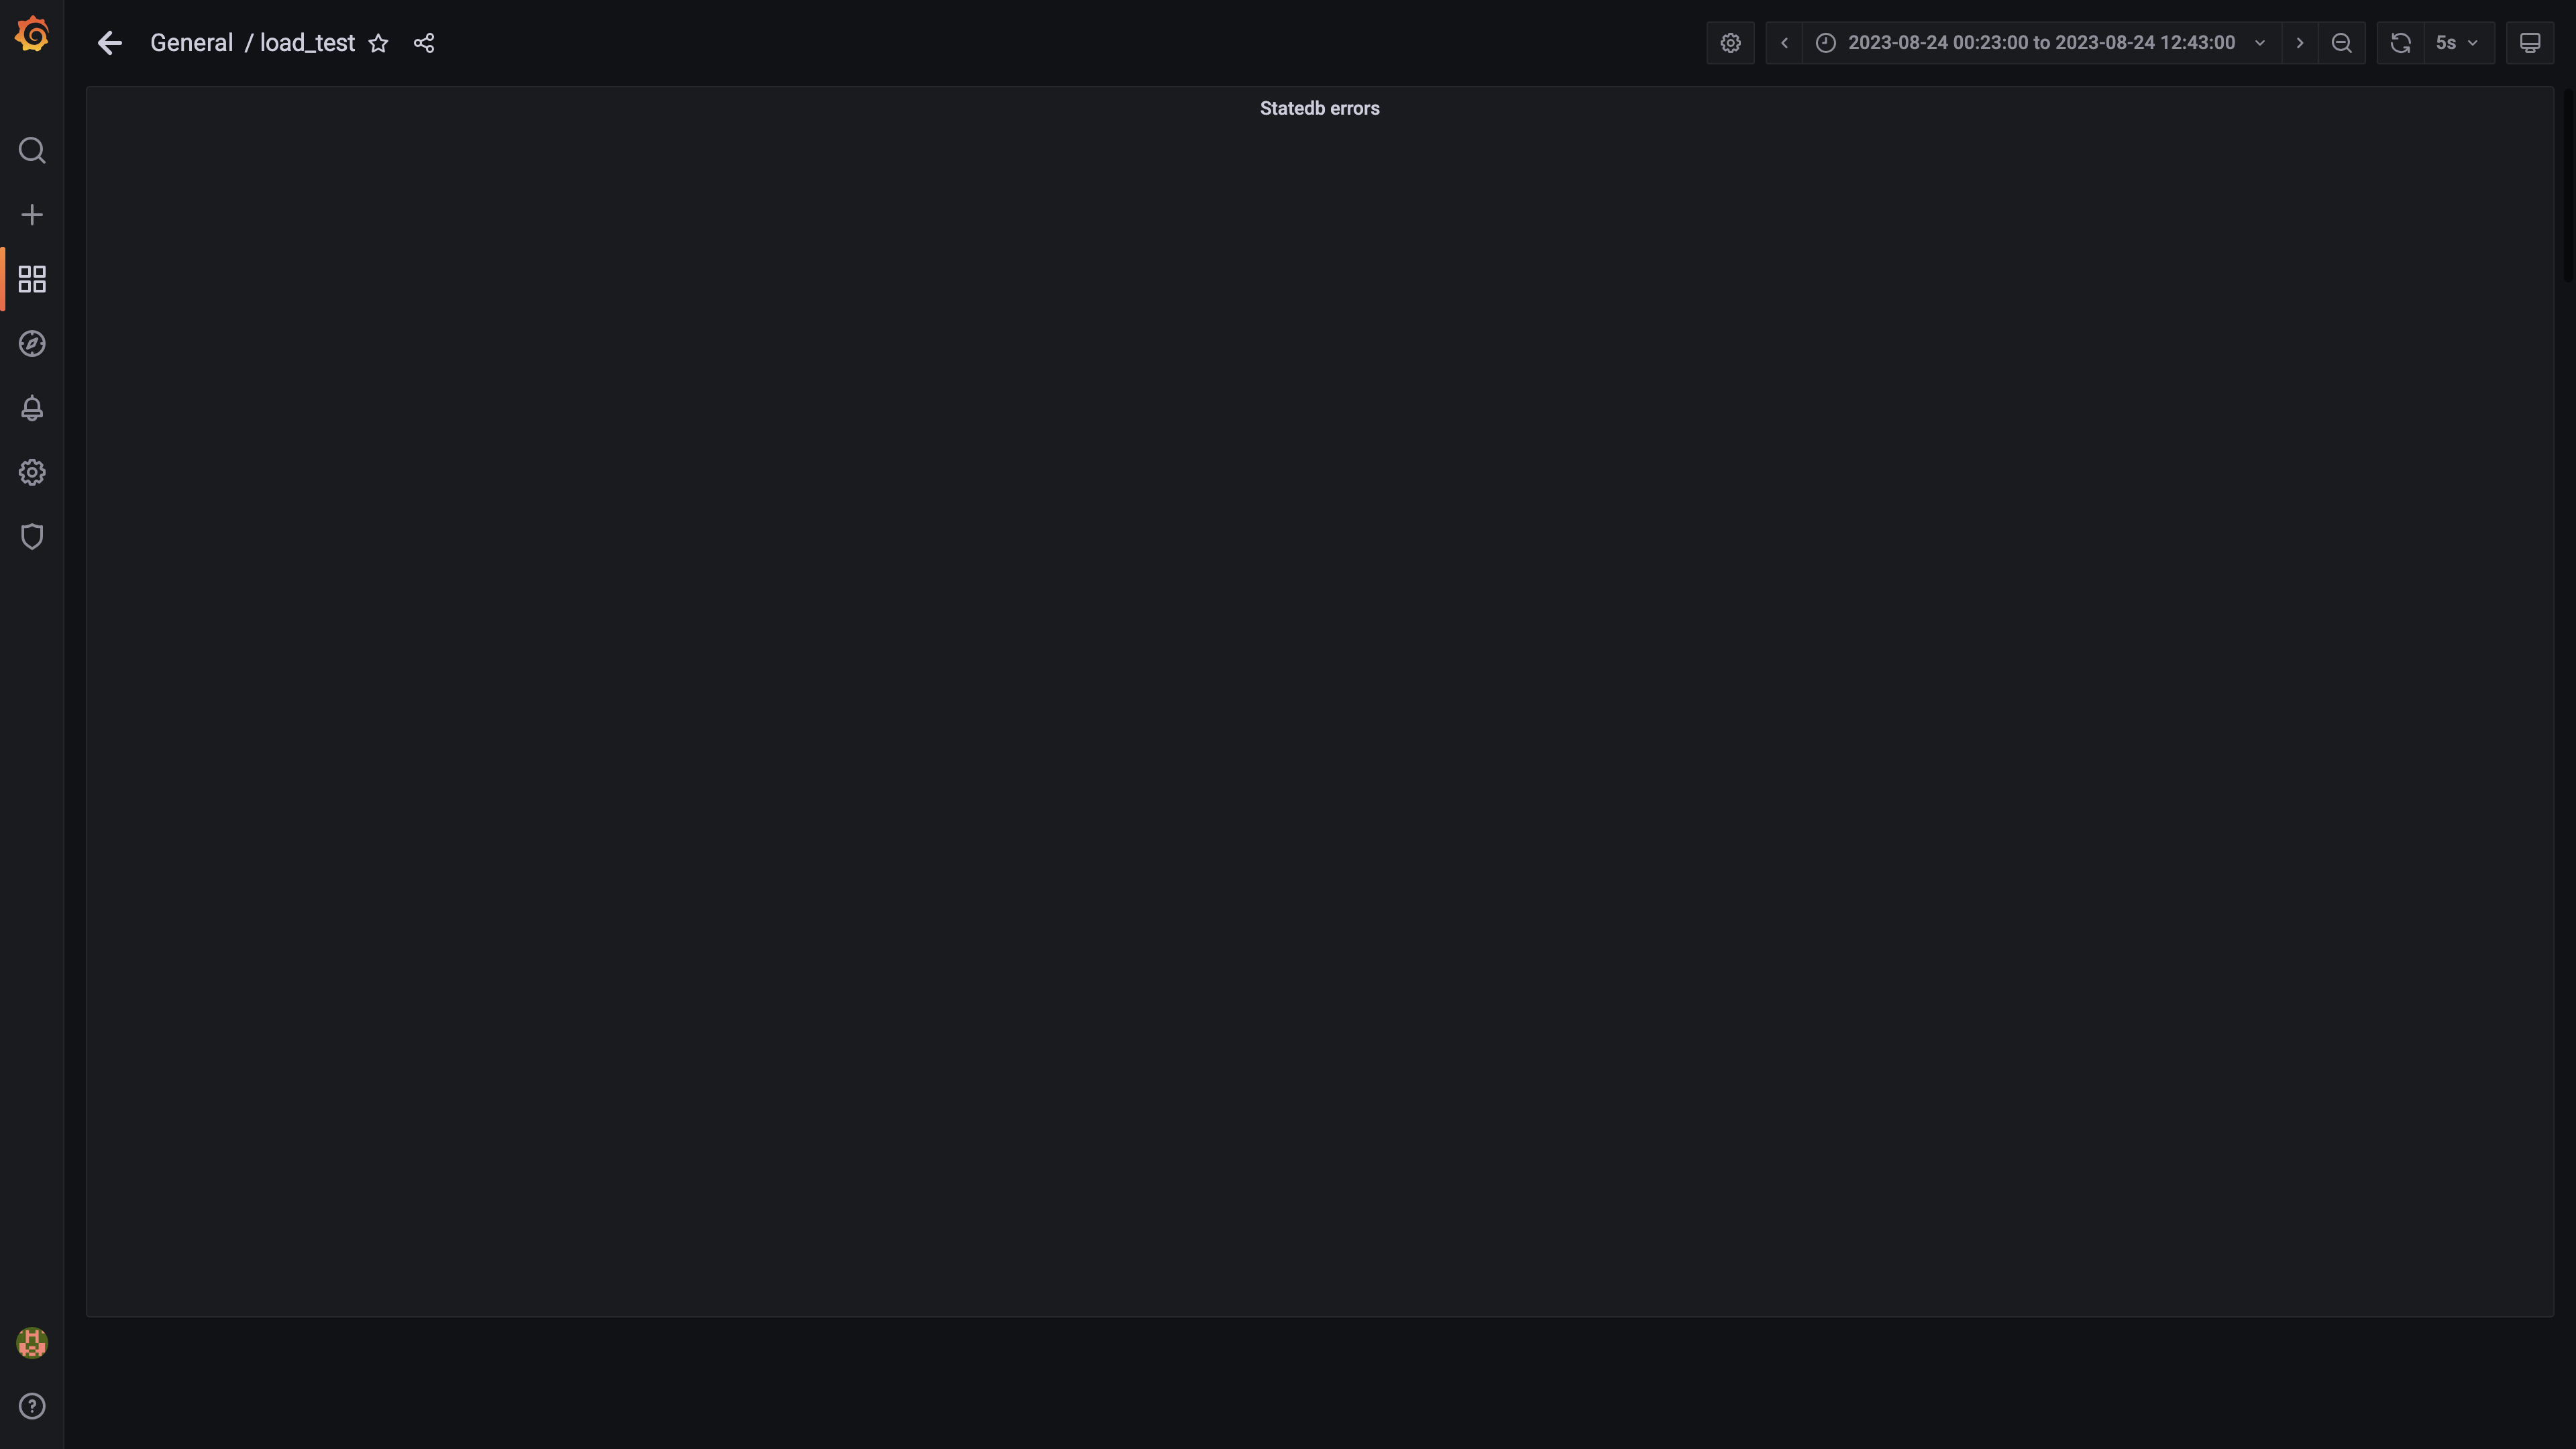 General / load_test
2023-08-24 00:23:00 to 2023-08-24 12:43:00
5s
Statedb errors